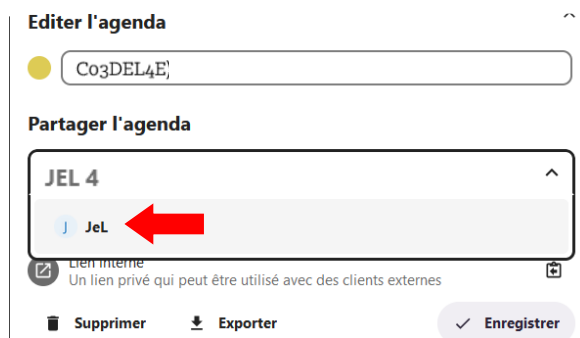 Editer l'agenda
Co3DEL4E)
Partager l'agenda
JEL 4
J JeL
Lien interne
Un lien privé qui peut être utilisé avec des clients externes
Supprimer Exporter Enregistrer